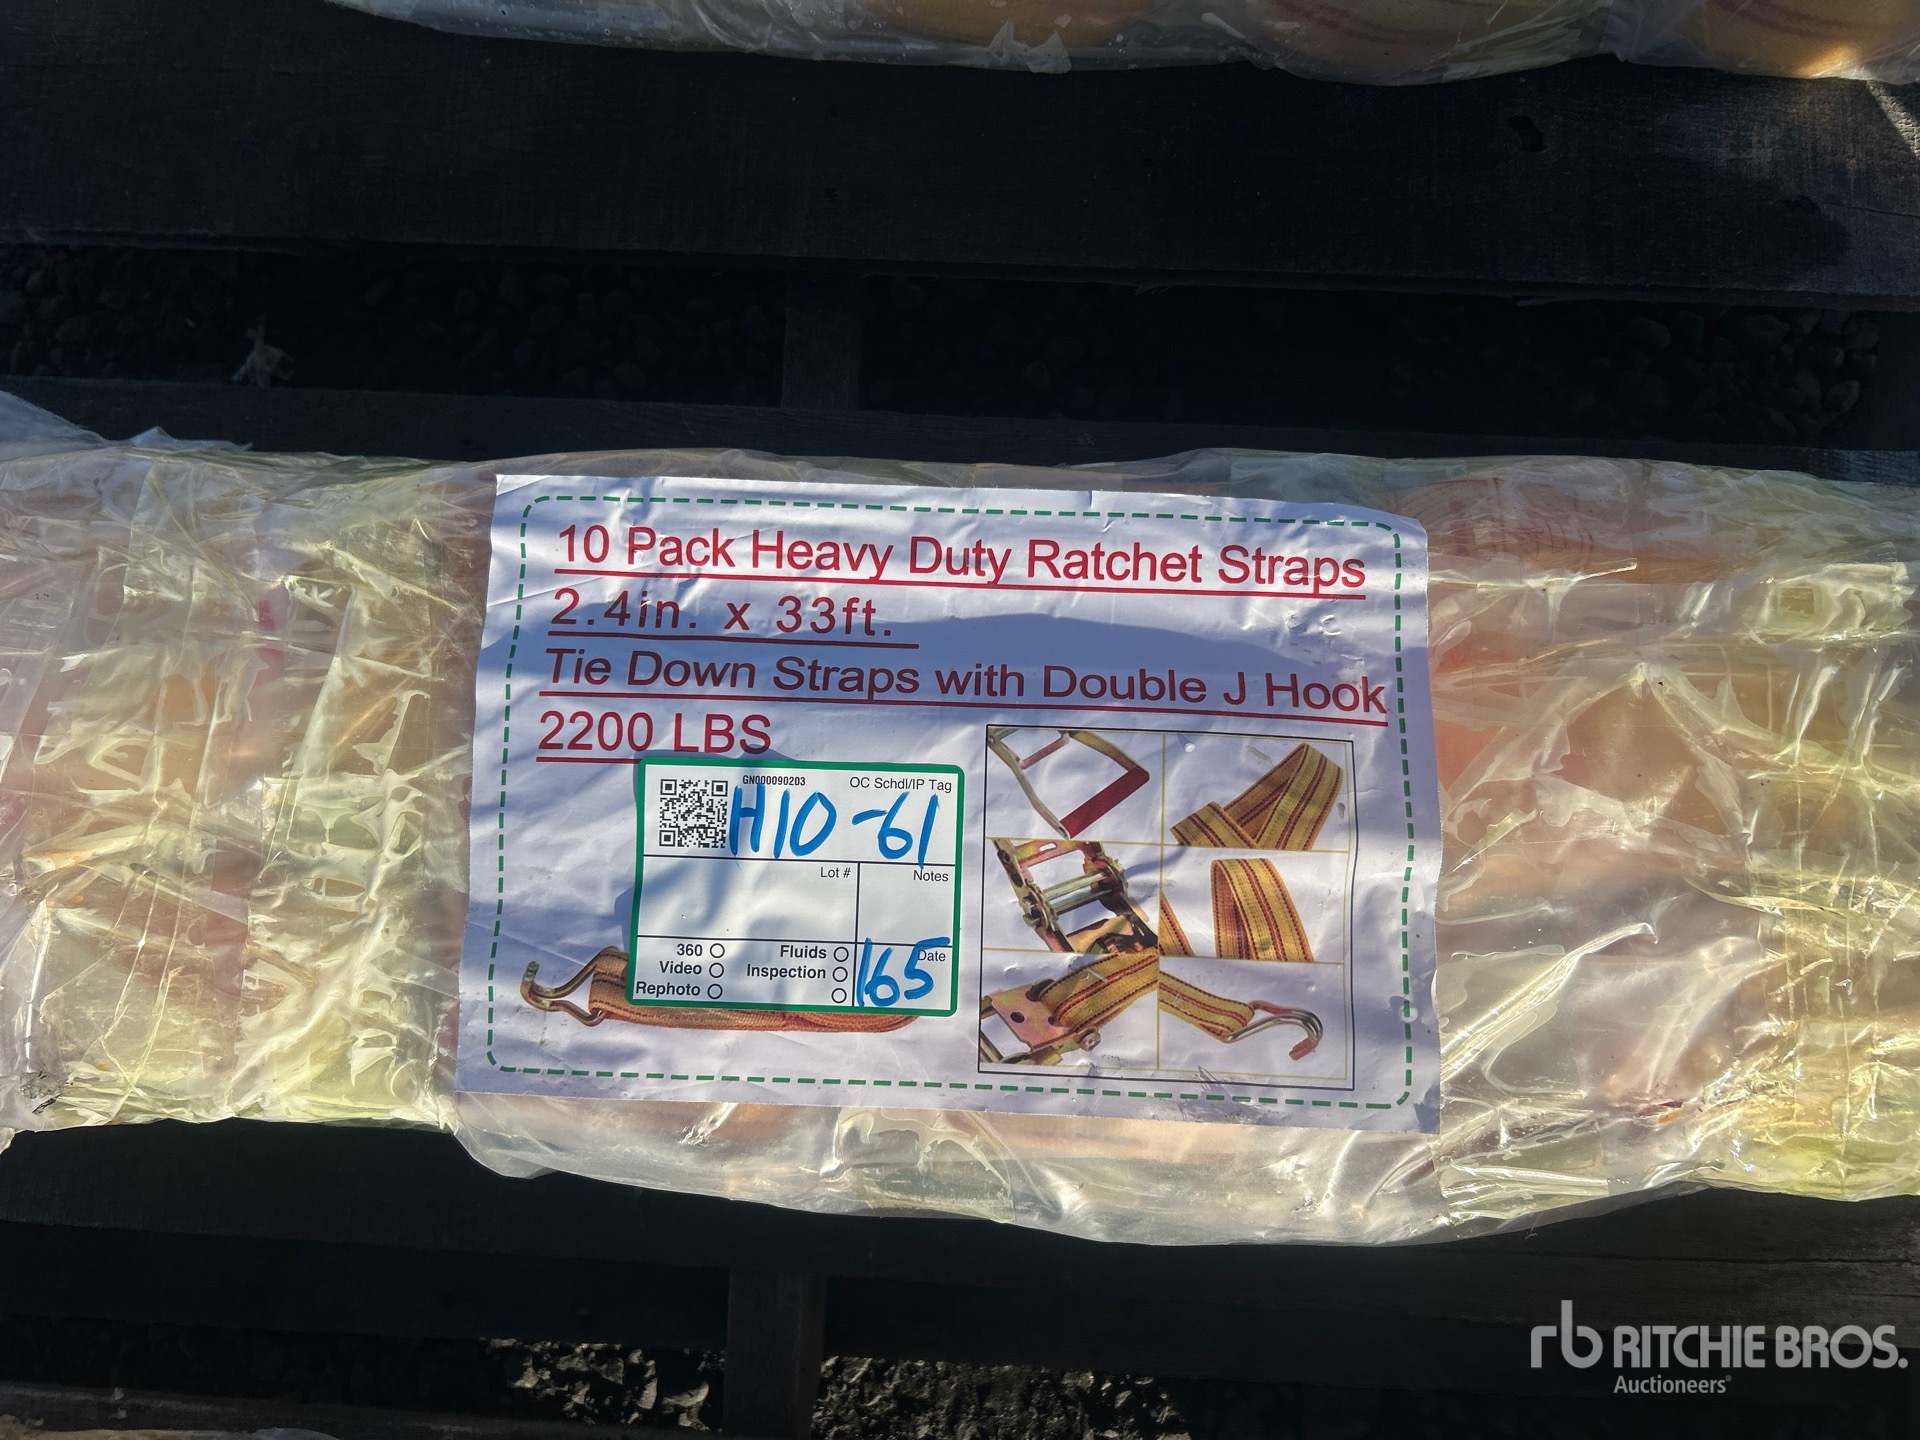 10 Pack Heavy Duty Ratchet Straps
2.4in. x 33ft.
Tie Down Straps with Double J Hook
2200 LBS
GN000090203
OC Schdl/IP Tag
H10-61
Lot #
Notes
360
Fluids
Date
Video
Inspection
165
Rephoto
rb RITCHIE BROS.
Auctioneers